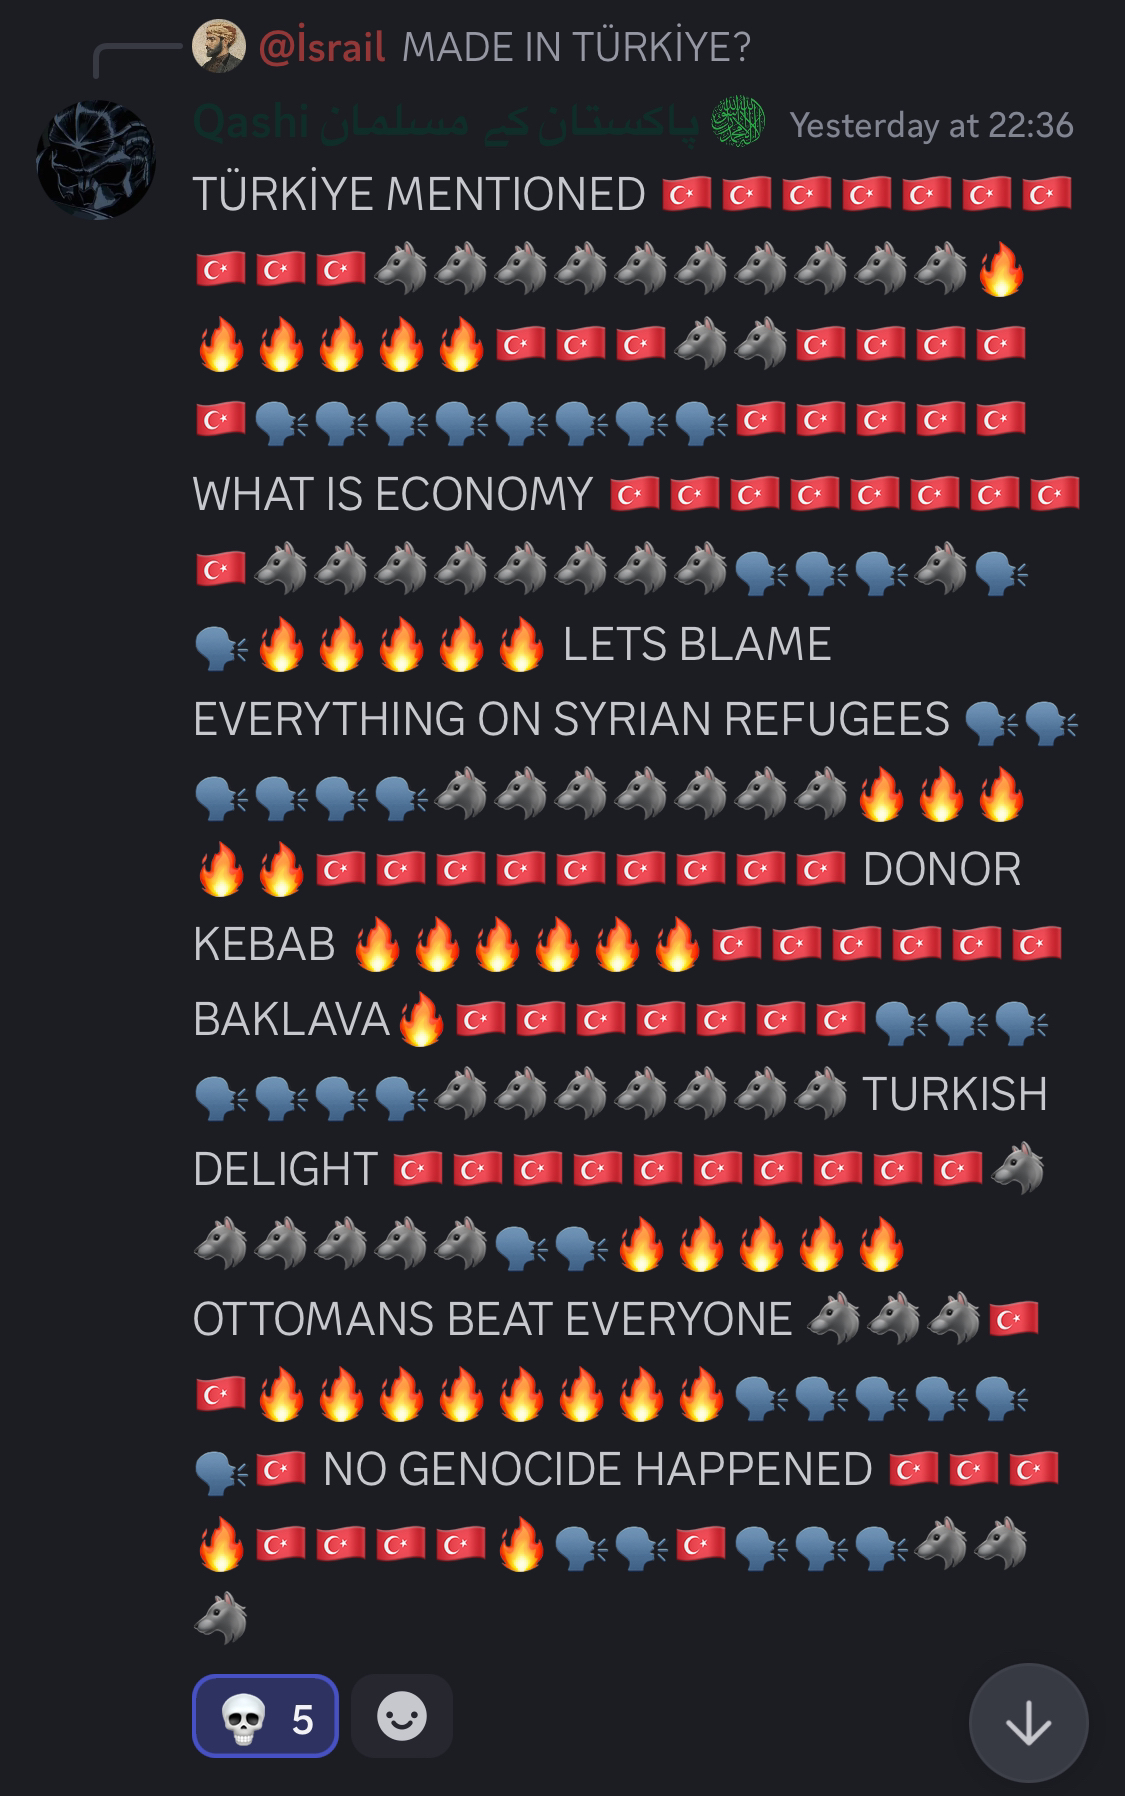 @İsrail MADE IN TÜRKİYE?
Qashi پاکستان کے مسلمان Yesterday at 22:36
TÜRKİYE MENTIONED 🇹🇷🇹🇷🇹🇷🇹🇷🇹🇷🇹🇷🇹🇷
🇹🇷🇹🇷🇹🇷🐺🐺🐺🐺🐺🐺🐺🐺🐺🐺🔥
🔥🔥🔥🔥🔥🇹🇷🇹🇷🇹🇷🐺🐺🇹🇷🇹🇷🇹🇷🇹🇷
🇹🇷🗣️🗣️🗣️🗣️🗣️🗣️🗣️🗣️🇹🇷🇹🇷🇹🇷🇹🇷🇹🇷
WHAT IS ECONOMY 🇹🇷🇹🇷🇹🇷🇹🇷🇹🇷🇹🇷🇹🇷🇹🇷
🇹🇷🐺🐺🐺🐺🐺🐺🐺🐺🗣️🗣️🗣️🐺🗣️
🗣️🔥🔥🔥🔥🔥 LETS BLAME
EVERYTHING ON SYRIAN REFUGEES 🗣️🗣️
🗣️🗣️🗣️🗣️🐺🐺🐺🐺🐺🐺🐺🔥🔥🔥
🔥🔥🇹🇷🇹🇷🇹🇷🇹🇷🇹🇷🇹🇷🇹🇷🇹🇷🇹🇷 DONOR
KEBAB 🔥🔥🔥🔥🔥🔥🇹🇷🇹🇷🇹🇷🇹🇷🇹🇷🇹🇷
BAKLAVA🔥🇹🇷🇹🇷🇹🇷🇹🇷🇹🇷🇹🇷🇹🇷🗣️🗣️🗣️
🗣️🗣️🗣️🗣️🐺🐺🐺🐺🐺🐺🐺 TURKISH
DELIGHT 🇹🇷🇹🇷🇹🇷🇹🇷🇹🇷🇹🇷🇹🇷🇹🇷🇹🇷🇹🇷🐺
🐺🐺🐺🐺🐺🗣️🗣️🔥🔥🔥🔥🔥
OTTOMANS BEAT EVERYONE 🐺🐺🐺🇹🇷
🇹🇷🔥🔥🔥🔥🔥🔥🔥🔥🗣️🗣️🗣️🗣️🗣️
🗣️🇹🇷 NO GENOCIDE HAPPENED 🇹🇷🇹🇷🇹🇷
🔥🇹🇷🇹🇷🇹🇷🇹🇷🔥🗣️🗣️🇹🇷🗣️🗣️🗣️🐺🐺
🐺
💀 5